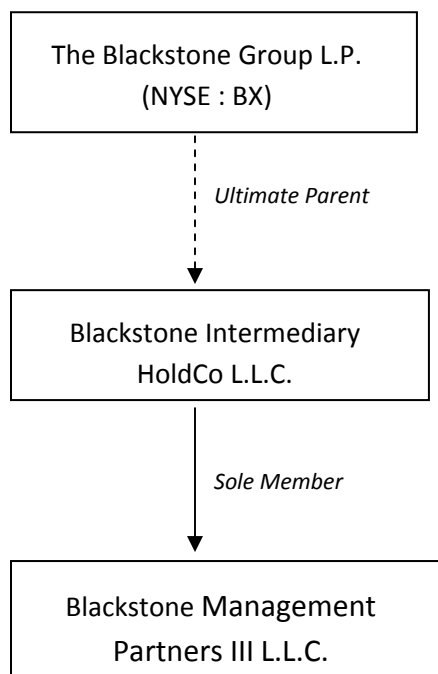 The Blackstone Group L.P.
(NYSE : BX)
Ultimate Parent
Blackstone Intermediary
HoldCo L.L.C.
Sole Member
Blackstone Management
Partners III L.L.C.